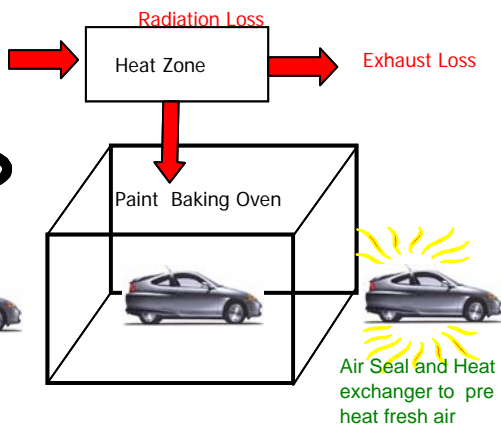 Radiation Loss
Heat Zone
Exhaust Loss
Paint Baking Oven
Air Seal and Heat
exchanger to pre
heat fresh air